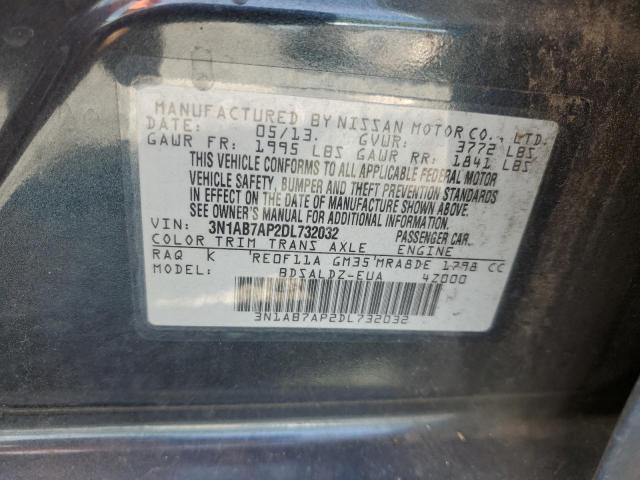 MANUFACTURED BY NISSAN MOTOR CO., LTD.
DATE: 05/13. GVWR: 3772 LBS
GAWR FR: 1995 LBS GAWR RR: 1841 LBS
THIS VEHICLE CONFORMS TO ALL APPLICABLE FEDERAL MOTOR
VEHICLE SAFETY, BUMPER AND THEFT PREVENTION STANDARDS
IN EFFECT ON THE DATE OF MANUFACTURE SHOWN ABOVE.
SEE OWNER'S MANUAL FOR ADDITIONAL INFORMATION.
VIN: 3N1AB7AP2DL732032 PASSENGER CAR
COLOR TRIM TRANS AXLE ENGINE
RAQ K RE0F11A GM35 MRA8DE 1798 CC
MODEL: BDSALDZ-EUA 4Z000
3N1AB7AP2DL732032